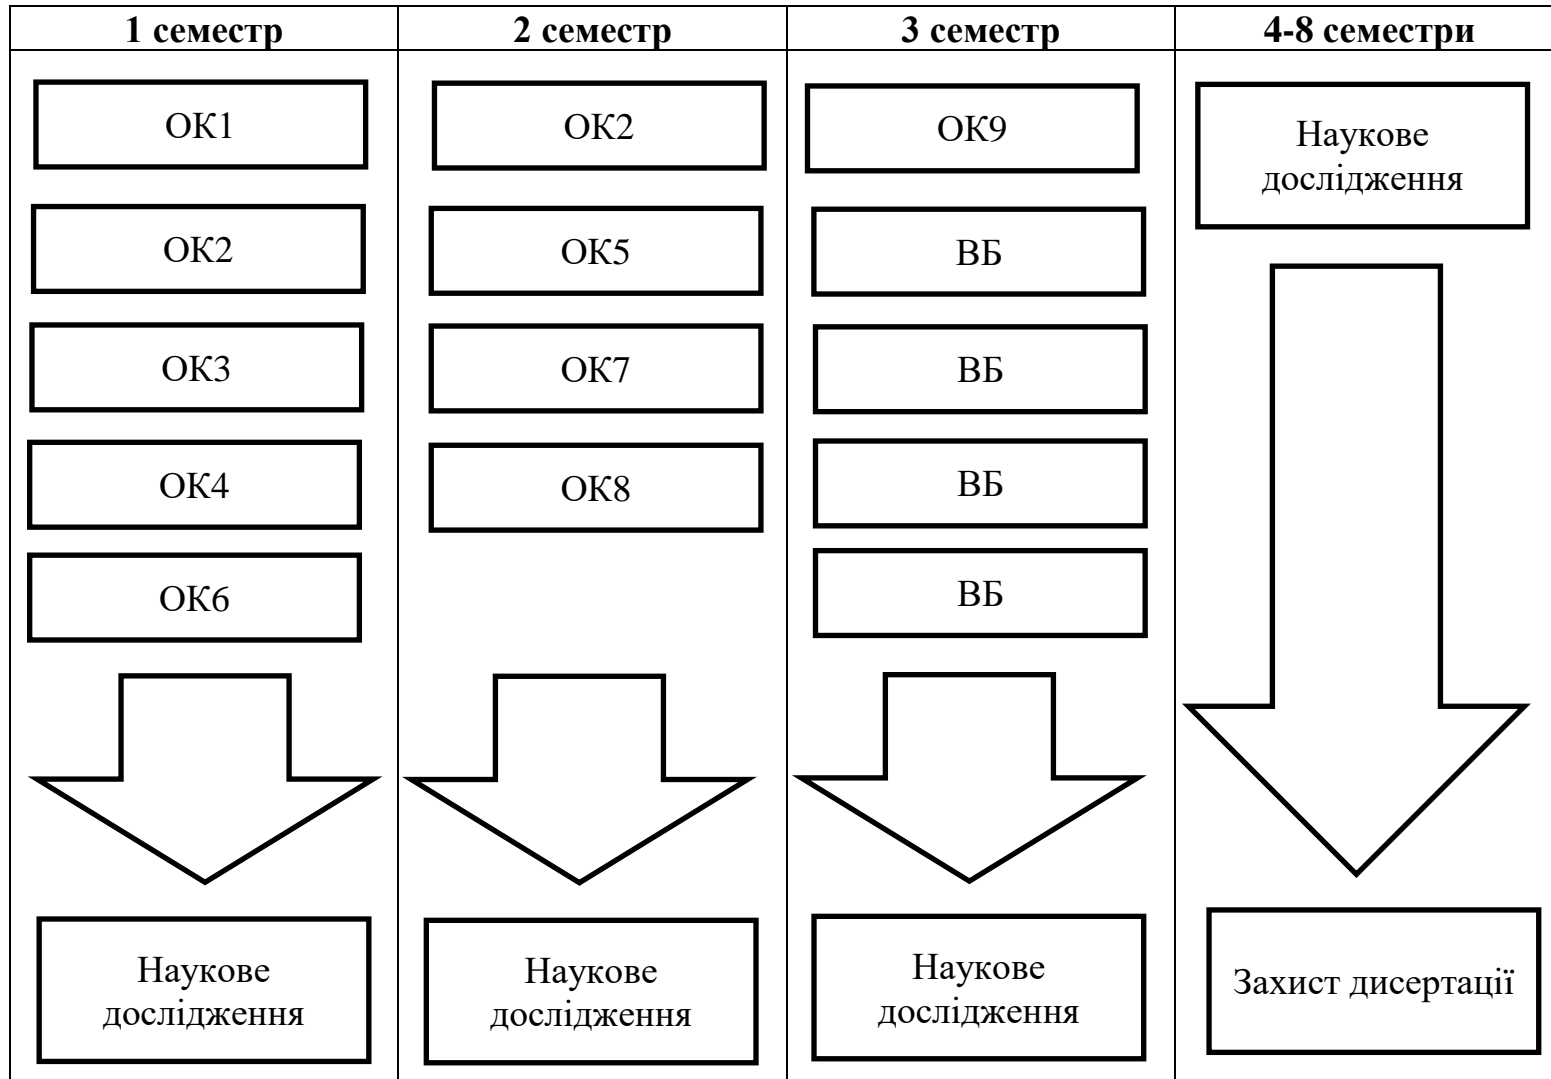 1 семестр
2 семестр
3 семестр
4-8 семестри
ОК1
ОК2
ОК3
ОК4
ОК6
Наукове
дослідження
ОК2
ОК5
ОК7
ОК8
Наукове
дослідження
ОК9
ВБ
ВБ
ВБ
ВБ
Наукове
дослідження
Наукове
дослідження
Захист дисертації